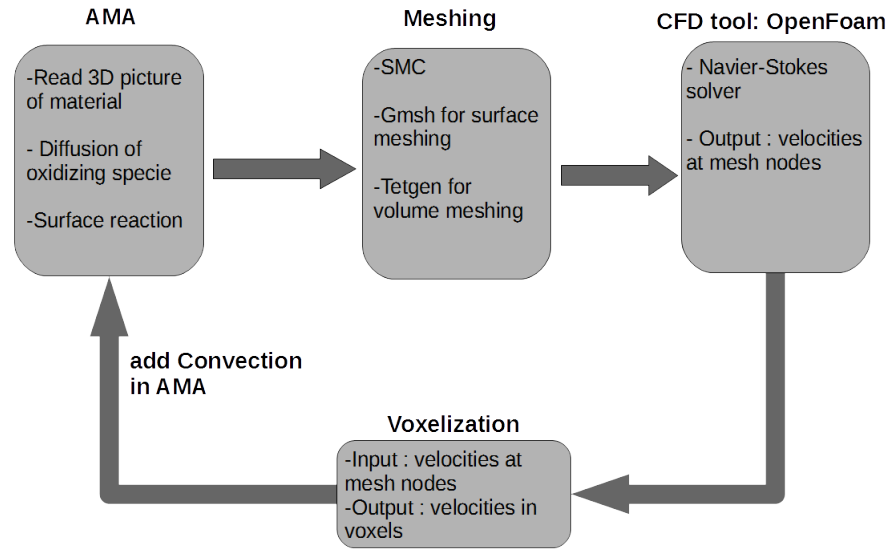 AMA
-Read 3D picture
of material
- Diffusion of
oxidizing specie
-Surface reaction
Meshing
-SMC
-Gmsh for surface
meshing
-Tetgen for
volume meshing
CFD tool: OpenFoam
- Navier-Stokes
solver
- Output : velocities
at mesh nodes
add Convection
in AMA
Voxelization
-Input : velocities at
mesh nodes
-Output : velocities in
voxels